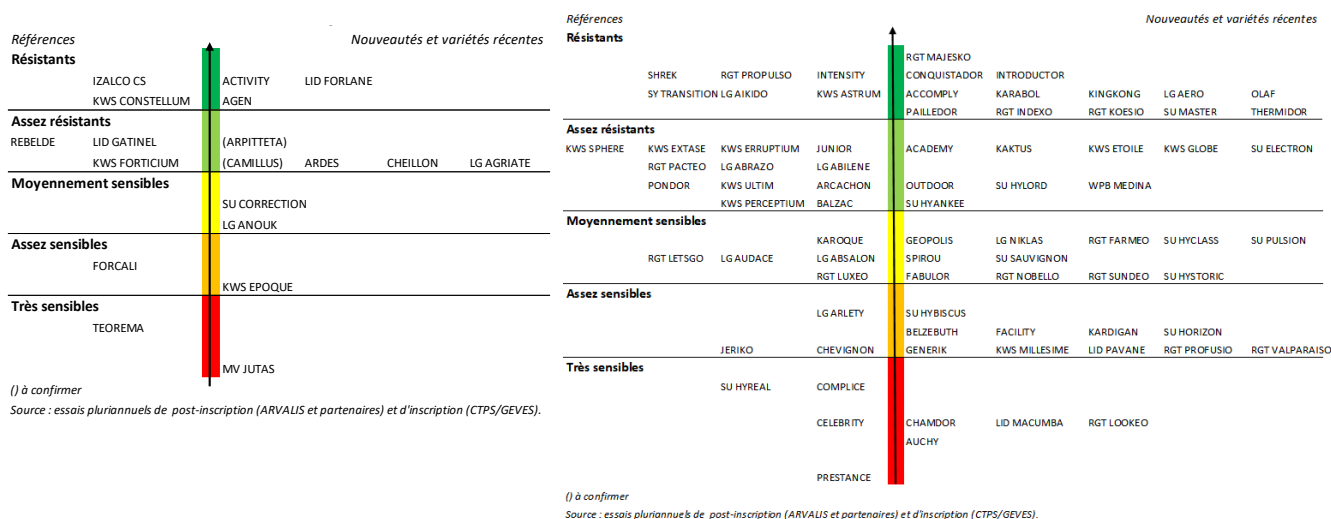 Références Nouveautés et variétés récentes
Résistants
IZALCO CS ACTIVITY LID FORLANE
KWS CONSTELLUM AGEN
Assez résistants
REBELDE LID GATINEL (ARPITTETA)
KWS FORTICIUM (CAMILLUS) ARDES CHEILLON LG AGRIATE
Moyennement sensibles
SU CORRECTION
LG ANOUK
Assez sensibles
FORCALI
KWS EPOQUE
Très sensibles
TEOREMA
MV JUTAS
() à confirmer
Source : essais pluriannuels de post-inscription (ARVALIS et partenaires) et d'inscription (CTPS/GEVES).
Références Nouveautés et variétés récentes
Résistants
RGT MAJESKO
SHREK RGT PROPULSO INTENSITY CONQUISTADOR INTRODUCTOR
SY TRANSITION LG AIKIDO KWS ASTRUM ACCOMPLY KARABOL KINGKONG LG AERO OLAF
PAILLEDOR RGT INDEXO RGT KOESIO SU MASTER THERMIDOR
Assez résistants
KWS SPHERE KWS EXTASE KWS ERRUPTIUM JUNIOR ACADEMY KAKTUS KWS ETOILE KWS GLOBE SU ELECTRON
RGT PACTEO LG ABRAZO LG ABILENE
PONDOR KWS ULTIM ARCACHON OUTDOOR SU HYLORD WPB MEDINA
KWS PERCEPTIUM BALZAC SU HYANKEE
Moyennement sensibles
KAROQUE GEOPOLIS LG NIKLAS RGT FARMEO SU HYCLASS SU PULSION
RGT LETSGO LG AUDACE LG ABSALON SPIROU SU SAUVIGNON
RGT LUXEO FABULOR RGT NOBELLO RGT SUNDEO SU HYSTORIC
Assez sensibles
LG ARLETY SU HYBISCUS
BELZEBUTH FACILITY KARDIGAN SU HORIZON
JERIKO CHEVIGNON GENERIK KWS MILLESIME LID PAVANE RGT PROFUSIO RGT VALPARAISO
Très sensibles
SU HYREAL COMPLICE
CELEBRITY CHAMDOR LID MACUMBA RGT LOOKEO
AUCHY
PRESTANCE
() à confirmer
Source : essais pluriannuels de post-inscription (ARVALIS et partenaires) et d'inscription (CTPS/GEVES).